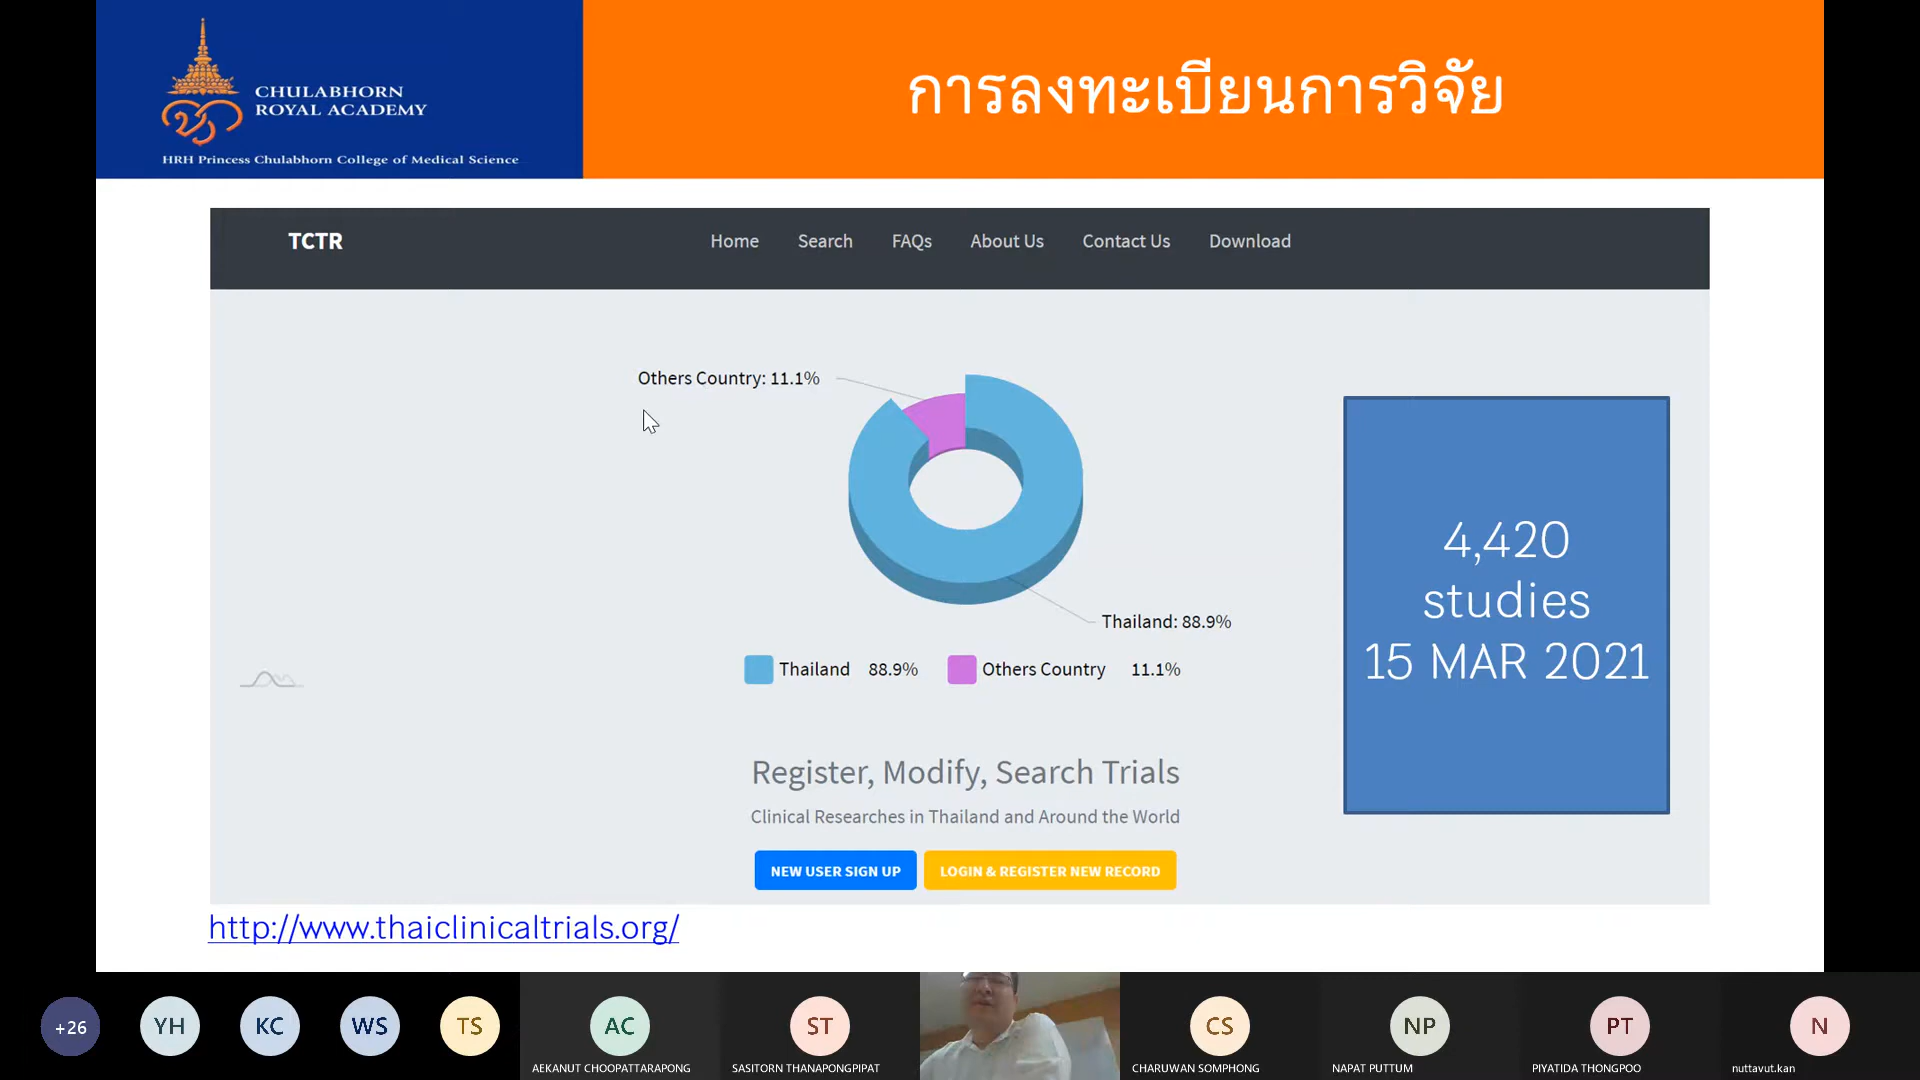 CHULABHORN
ROYAL ACADEMY
HRH Princess Chulabhorn College of Medical Science
การลงทะเบียนการวิจัย
TCTR
Home
Search
FAQs
About Us
Contact Us
Download
Others Country: 11.1%
Thailand: 88.9%
Thailand 88.9%
Others Country 11.1%
4,420
studies
15 MAR 2021
Register, Modify, Search Trials
Clinical Researches in Thailand and Around the World
NEW USER SIGN UP
LOGIN & REGISTER NEW RECORD
http://www.thaiclinicaltrials.org/
+26
YH
KC
WS
TS
AC
AEKANUT CHOOPATTARAPONG
ST
SASITORN THANAPONGPIPAT
CS
CHARUWAN SOMPHONG
NP
NAPAT PUTTUM
PT
PIYATIDA THONGPOO
N
nuttavut.kan